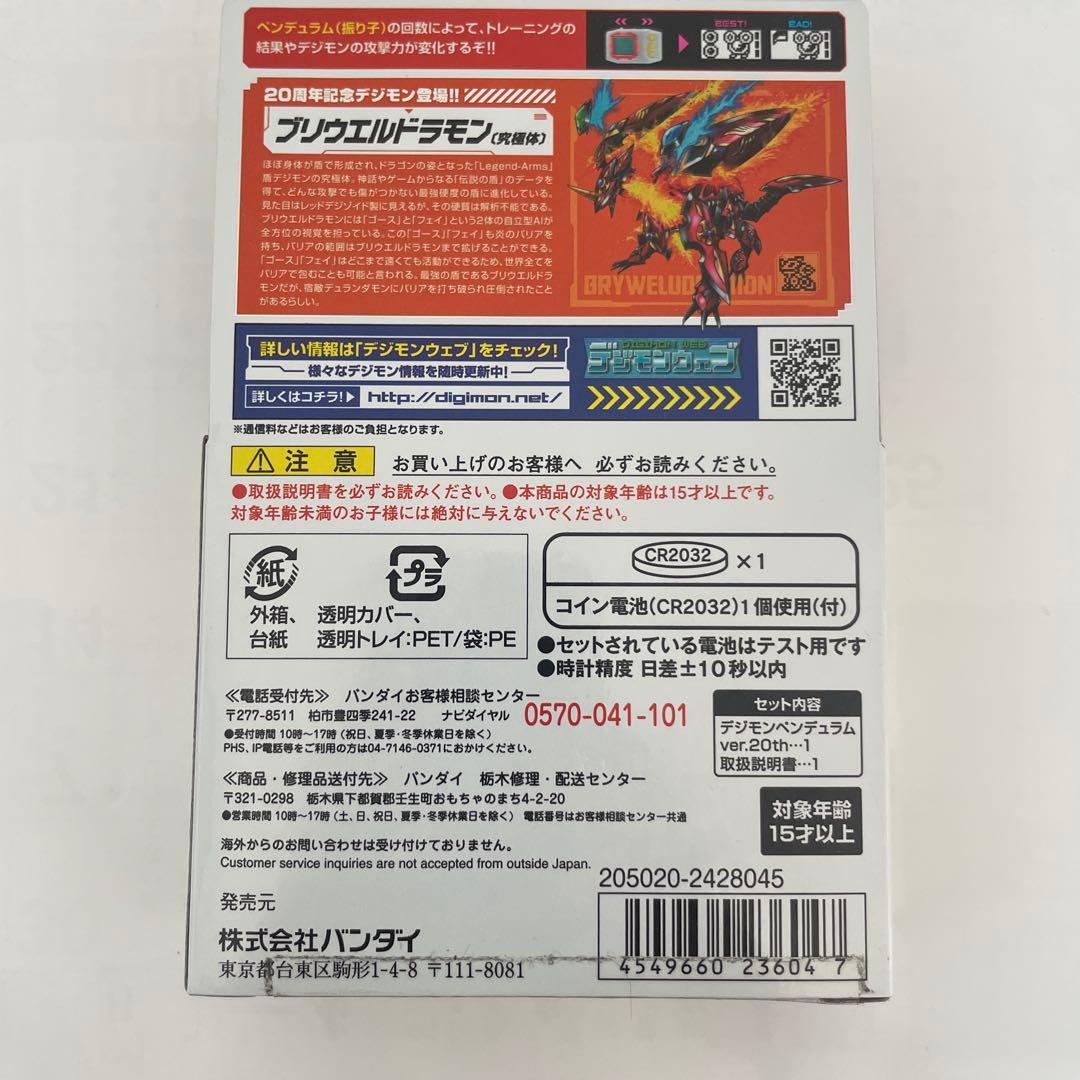 ペンデュラム(振り子)の回数によって、トレーニングの
結果やデジモンの攻撃力が変化するぞ!!
BEST!
BAD!
20周年記念デジモン登場!!
ブリウエルドラモン(究極体)
ほぼ身体が盾で形成され、ドラゴンの姿となった「Legend-Arms」
盾デジモンの究極体。神話やゲームからなる「伝説の盾」のデータを
得て、どんな攻撃でも傷がつかない最強硬度の盾に進化している。
見た目はレッドデジゾイド製に見えるが、その硬質は解析不能である。
ブリウエルドラモンには「ゴース」と「フェイ」という2体の自立型AIが
全方位の視覚を担っている。この「ゴース」「フェイ」も炎のバリアを
持ち、バリアの範囲はブリウエルドラモンまで拡げることができる。
「ゴース」「フェイ」はどこまで遠くても活動ができるため、世界全てを
バリアで包むことも可能と言われる。最強の盾であるブリウエルドラ
モンだが、宿敵デュランダモンにバリアを打ち破られ圧倒されたこと
があるらしい。
詳しい情報は「デジモンウェブ」をチェック!
様々なデジモン情報を随時更新中!
詳しくはコチラ!▶ http://digimon.net/
DIGIMON WEB
デジモンウェブ
※通信料などはお客様のご負担となります。
注意 お買い上げのお客様へ 必ずお読みください。
●取扱説明書を必ずお読みください。●本商品の対象年齢は15才以上です。
対象年齢未満のお子様には絶対に与えないでください。
紙 プラ
外箱、 透明カバー、
台紙 透明トレイ:PET/袋:PE
CR2032 ×1
コイン電池(CR2032)1個使用(付)
●セットされている電池はテスト用です
●時計精度 日差±10秒以内
≪電話受付先≫ バンダイお客様相談センター
〒277-8511 柏市豊四季241-22 ナビダイヤル 0570-041-101
●受付時間 10時～17時(祝日、夏季・冬季休業日を除く)
PHS、IP電話等をご利用の方は04-7146-0371におかけください。
セット内容
デジモンペンデュラム
ver.20th…1
取扱説明書…1
≪商品・修理品送付先≫ バンダイ 栃木修理・配送センター
〒321-0298 栃木県下都賀郡壬生町おもちゃのまち4-2-20
●営業時間 10時～17時(土、日、祝日、夏季・冬季休業日を除く) 電話番号はお客様相談センター共通
対象年齢
15才以上
海外からのお問い合わせは受け付けておりません。
Customer service inquiries are not accepted from outside Japan.
205020-2428045
発売元
株式会社バンダイ
東京都台東区駒形1-4-8 〒111-8081
4549660 23604 7